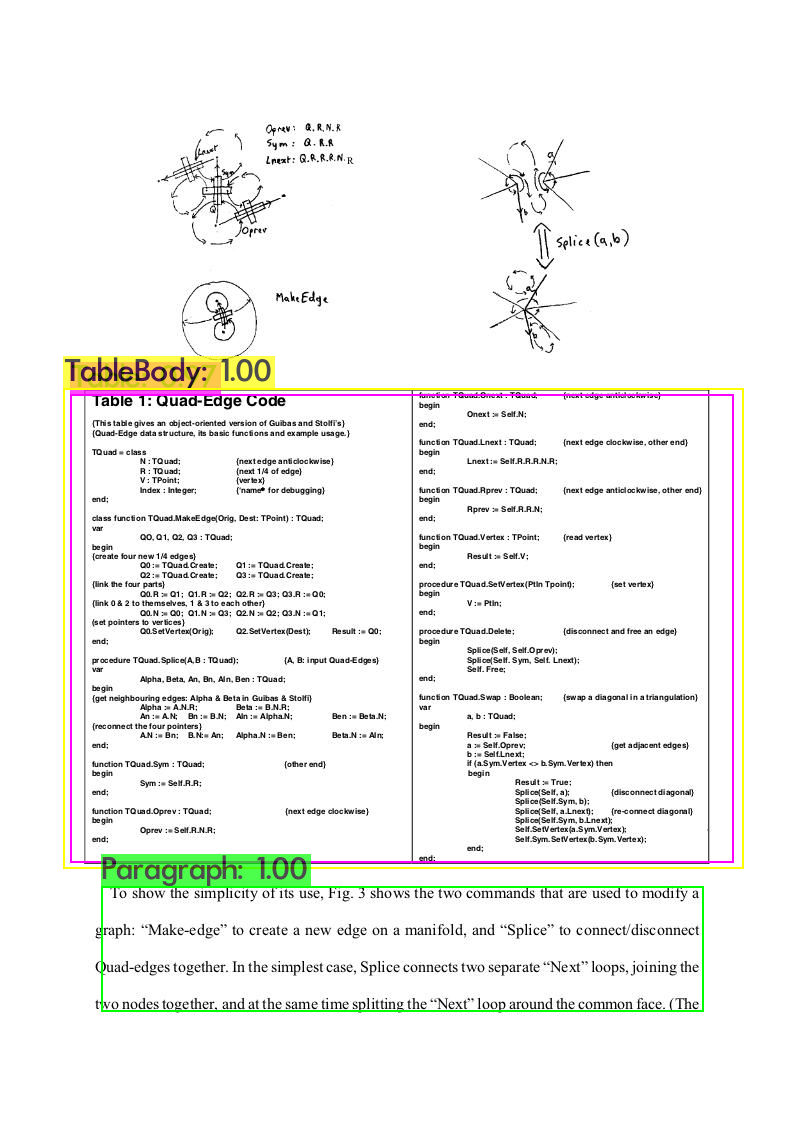 Oprev: Q.R.N.R
Sym: Q.R.R
Lnext: Q.R.R.R.N.R
Lnext
Sym
Q
Oprev
a
b
Splice(a,b)
MakeEdge
a
b
TableBody: 1.00
Table 1: Quad-Edge Code
{This table gives an object-oriented version of Guibas and Stolfi's}
{Quad-Edge data structure, its basic functions and example usage.}
TQuad = class
N : TQuad; {next edge anticlockwise}
R : TQuad; {next 1/4 of edge}
V : TPoint; {vertex}
Index : Integer; {'name' for debugging}
end;
class function TQuad.MakeEdge(Orig, Dest: TPoint) : TQuad;
var
QO, Q1, Q2, Q3 : TQuad;
begin
{create four new 1/4 edges}
Q0 := TQuad.Create; Q1 := TQuad.Create;
Q2 := TQuad.Create; Q3 := TQuad.Create;
{link the four parts}
Q0.R := Q1; Q1.R := Q2; Q2.R := Q3; Q3.R := Q0;
{link 0 & 2 to themselves, 1 & 3 to each other}
Q0.N := Q0; Q1.N := Q3; Q2.N := Q2; Q3.N := Q1;
{set pointers to vertices}
Q0.SetVertex(Orig); Q2.SetVertex(Dest); Result := Q0;
end;
procedure TQuad.Splice(A,B : TQuad); {A, B: input Quad-Edges}
var
Alpha, Beta, An, Bn, Aln, Ben : TQuad;
begin
{get neighbouring edges: Alpha & Beta in Guibas & Stolfi}
Alpha := A.N.R; Beta := B.N.R;
An := A.N; Bn := B.N; Aln := Alpha.N; Ben := Beta.N;
{reconnect the four pointers}
A.N := Bn; B.N:= An; Alpha.N := Ben; Beta.N := Aln;
end;
function TQuad.Sym : TQuad; {other end}
begin
Sym := Self.R.R;
end;
function TQuad.Oprev : TQuad; {next edge clockwise}
begin
Oprev := Self.R.N.R;
end;
function TQuad.Onext : TQuad; {next edge anticlockwise}
begin
Onext := Self.N;
end;
function TQuad.Lnext : TQuad; {next edge clockwise, other end}
begin
Lnext := Self.R.R.R.N.R;
end;
function TQuad.Rprev : TQuad; {next edge anticlockwise, other end}
begin
Rprev := Self.R.R.N;
end;
function TQuad.Vertex : TPoint; {read vertex}
begin
Result := Self.V;
end;
procedure TQuad.SetVertex(PtIn Tpoint); {set vertex}
begin
V := PtIn;
end;
procedure TQuad.Delete; {disconnect and free an edge}
begin
Splice(Self, Self.Oprev);
Splice(Self. Sym, Self. Lnext);
Self. Free;
end;
function TQuad.Swap : Boolean; {swap a diagonal in a triangulation}
var
a, b : TQuad;
begin
Result := False;
a := Self.Oprev; {get adjacent edges}
b := Self.Lnext;
if (a.Sym.Vertex <> b.Sym.Vertex) then
begin
Result := True;
Splice(Self, a); {disconnect diagonal}
Splice(Self.Sym, b);
Splice(Self, a.Lnext); {re-connect diagonal}
Splice(Self.Sym, b.Lnext);
Self.SetVertex(a.Sym.Vertex);
Self.Sym.SetVertex(b.Sym.Vertex);
end;
end;
Paragraph: 1.00
To show the simplicity of its use, Fig. 3 shows the two commands that are used to modify a
graph: “Make-edge” to create a new edge on a manifold, and “Splice” to connect/disconnect
Quad-edges together. In the simplest case, Splice connects two separate “Next” loops, joining the
two nodes together, and at the same time splitting the “Next” loop around the common face. (The